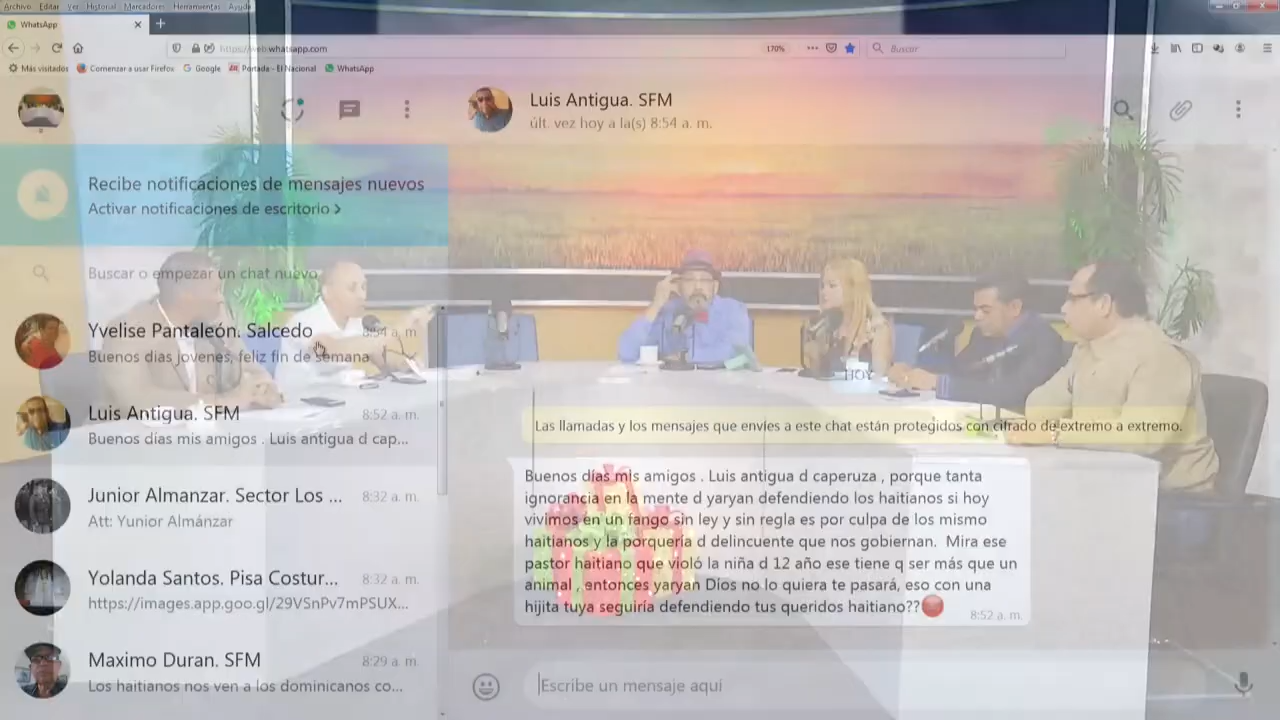 Archivo Editar Ver Historial Marcadores Herramientas Ayuda
WhatsApp
https://web.whatsapp.com
170%
Buscar
Más visitados
Comenzar a usar Firefox
Google
Portada - El Nacional
WhatsApp
Luis Antigua. SFM
últ. vez hoy a la(s) 8:54 a. m.
Recibe notificaciones de mensajes nuevos
Activar notificaciones de escritorio >
Buscar o empezar un chat nuevo
Yvelise Pantaleón. Salcedo
8:54 a. m.
Buenos dias jovenes, feliz fin de semana
Luis Antigua. SFM
8:52 a. m.
Buenos días mis amigos . Luis antigua d cap...
Junior Almanzar. Sector Los ...
8:32 a. m.
Att: Yunior Almánzar
Yolanda Santos. Pisa Costur...
8:32 a. m.
https://images.app.goo.gl/29VSnPv7mPSUX...
Maximo Duran. SFM
8:29 a. m.
Los haitianos nos ven a los dominicanos co...
HOY
Las llamadas y los mensajes que envíes a este chat están protegidos con cifrado de extremo a extremo.
Buenos días mis amigos . Luis antigua d caperuza , porque tanta
ignorancia en la mente d yaryan defendiendo los haitianos si hoy
vivimos en un fango sin ley y sin regla es por culpa de los mismo
haitianos y la porquería d delincuente que nos gobiernan. Mira ese
pastor haitiano que violó la niña d 12 año ese tiene q ser más que un
animal , entonces yaryan Dios no lo quiera te pasará, eso con una
hijita tuya seguiría defendiendo tus queridos haitiano??
8:52 a. m.
Escribe un mensaje aquí